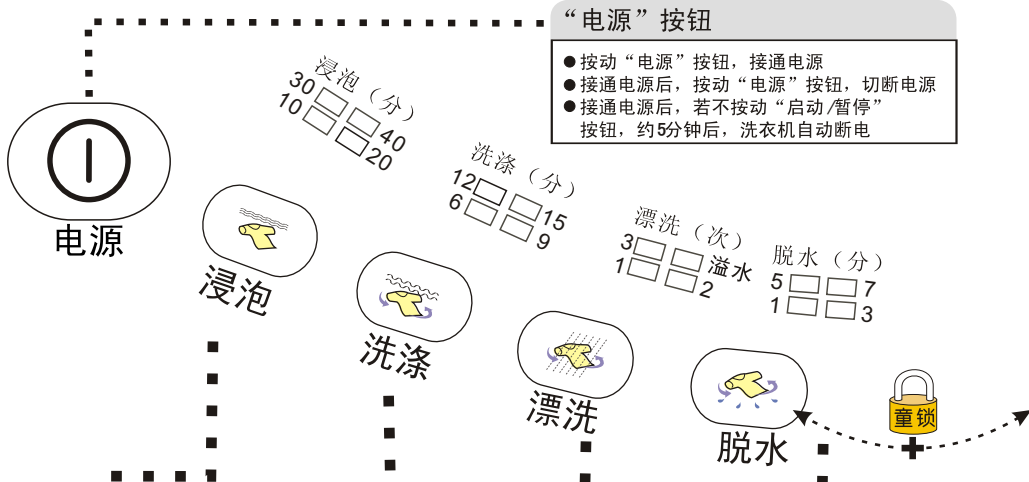 “电源”按钮
●按动“电源”按钮，接通电源
●接通电源后，按动“电源”按钮，切断电源
●接通电源后，若不按动“启动/暂停”
按钮，约5分钟后，洗衣机自动断电
浸泡（分）
30 40
10 20
洗涤（分）
12 15
6 9
漂洗（次）
3 溢水
1 2
脱水（分）
5 7
1 3
电源
浸泡
洗涤
漂洗
脱水
童锁